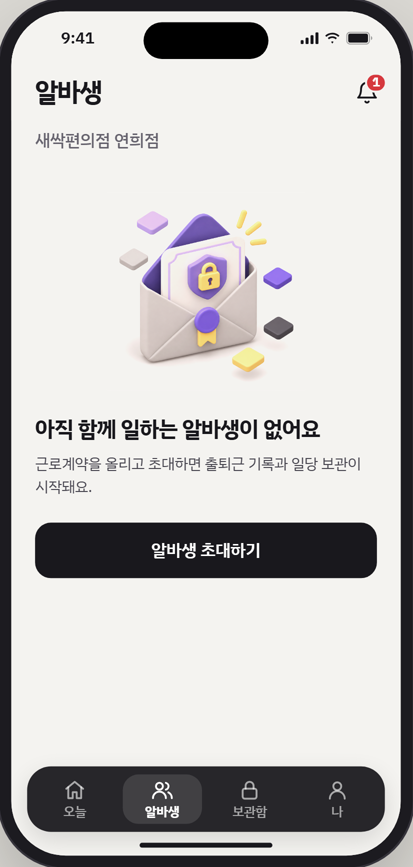 9:41
알바생
1
새싹편의점 연희점
아직 함께 일하는 알바생이 없어요
근로계약을 올리고 초대하면 출퇴근 기록과 일당 보관이
시작돼요.
알바생 초대하기
오늘
알바생
보관함
나